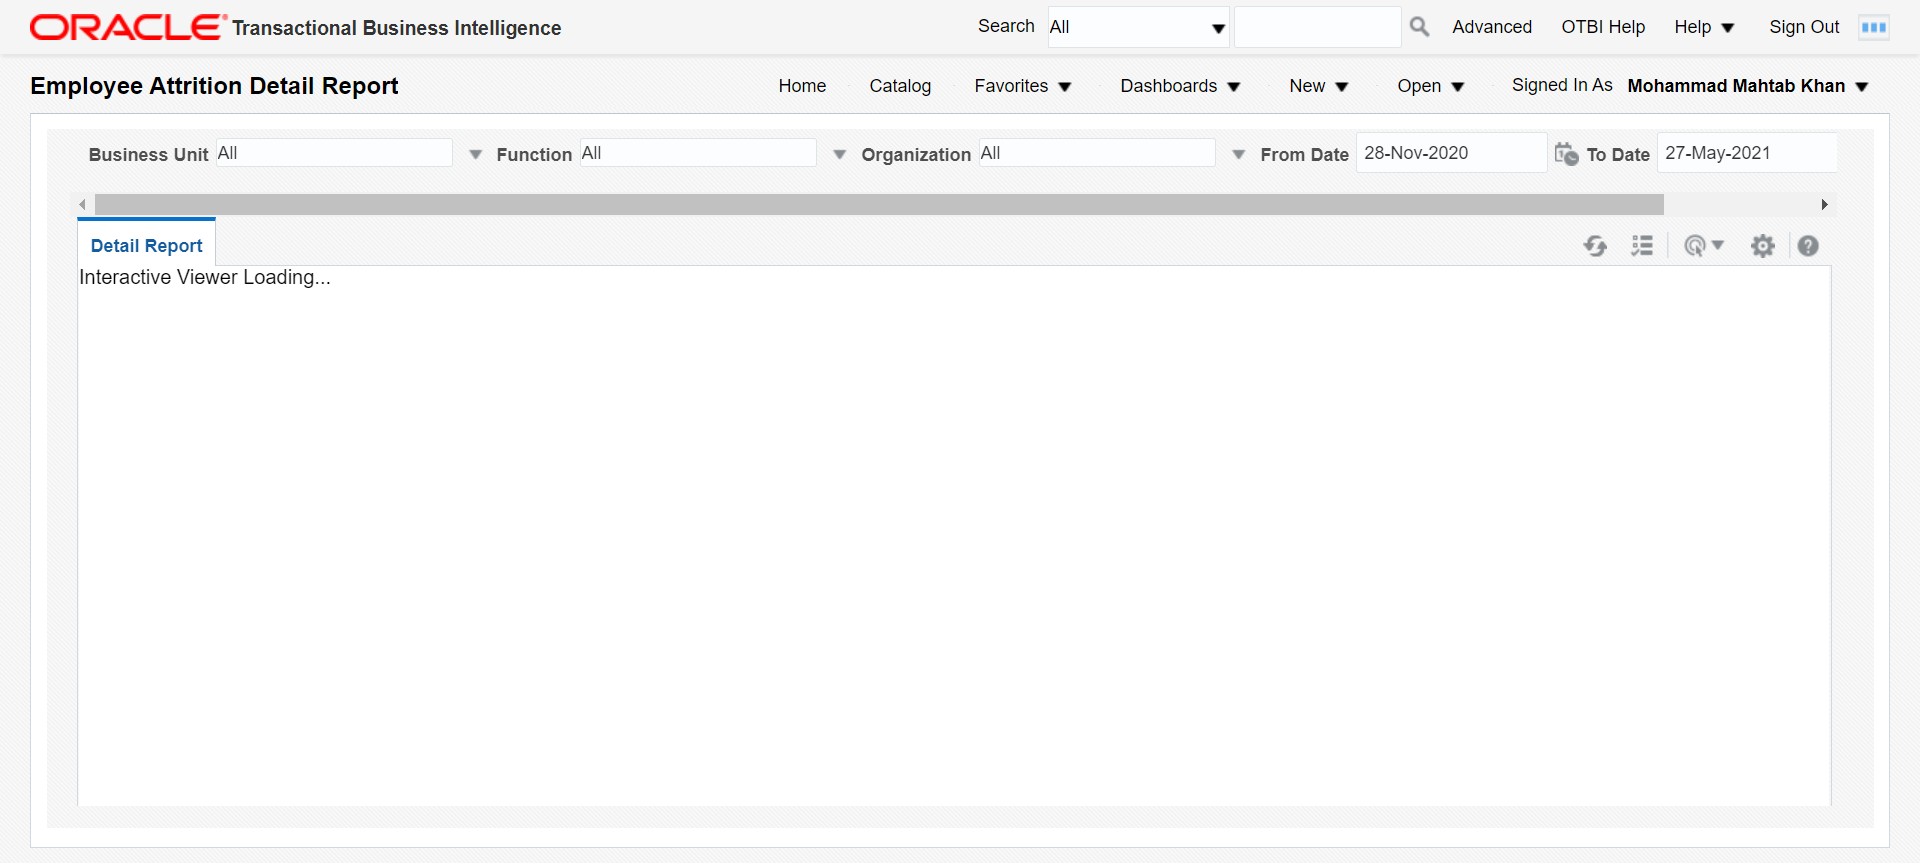 ORACLE Transactional Business Intelligence Search All Advanced OTBI Help Help Sign Out
Employee Attrition Detail Report Home Catalog Favorites Dashboards New Open Signed In As Mohammad Mahtab Khan
Business Unit All Function All Organization All From Date 28-Nov-2020 To Date 27-May-2021
Detail Report
Interactive Viewer Loading...